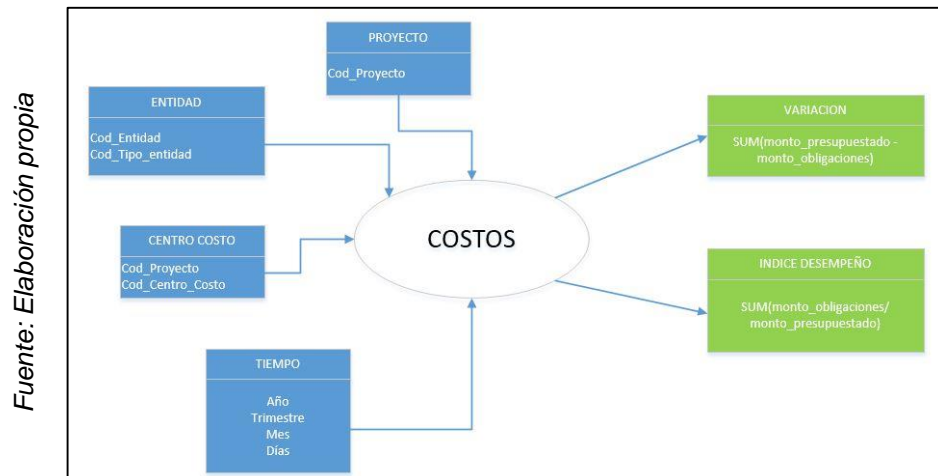 Fuente: Elaboración propia
PROYECTO
Cod_Proyecto
ENTIDAD
Cod_Entidad
Cod_Tipo_entidad
CENTRO COSTO
Cod_Proyecto
Cod_Centro_Costo
TIEMPO
Año
Trimestre
Mes
Días
COSTOS
VARIACION
SUM(monto_presupuestado -
monto_obligaciones)
INDICE DESEMPEÑO
SUM(monto_obligaciones/
monto_presupuestado)